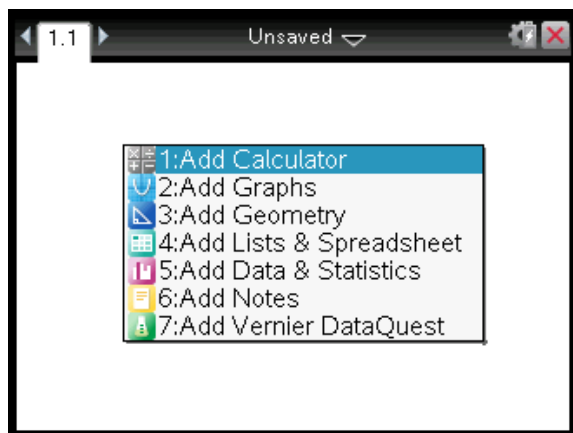 1.1 Unsaved
1:Add Calculator
2:Add Graphs
3:Add Geometry
4:Add Lists & Spreadsheet
5:Add Data & Statistics
6:Add Notes
7:Add Vernier DataQuest